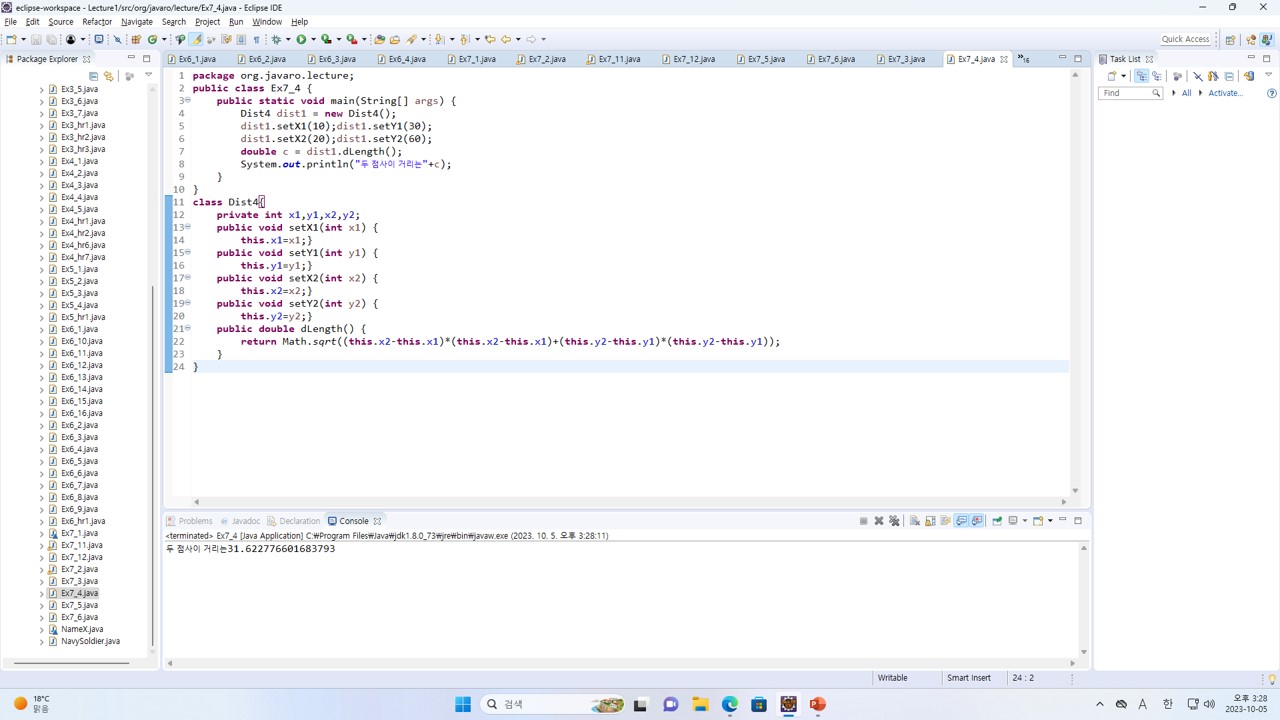 eclipse-workspace - Lecture1/src/org/javaro/lecture/Ex7_4.java - Eclipse IDE
File Edit Source Refactor Navigate Search Project Run Window Help
Quick Access
Package Explorer
Ex6_1.java Ex6_2.java Ex6_3.java Ex6_4.java Ex7_1.java Ex7_2.java Ex7_11.java Ex7_12.java Ex7_5.java Ex7_6.java Ex7_3.java Ex7_4.java »16
Task List
Find All Activate...
Ex3_5.java
Ex3_6.java
Ex3_7.java
Ex3_hr1.java
Ex3_hr2.java
Ex3_hr3.java
Ex4_1.java
Ex4_2.java
Ex4_3.java
Ex4_4.java
Ex4_5.java
Ex4_hr1.java
Ex4_hr2.java
Ex4_hr6.java
Ex4_hr7.java
Ex5_1.java
Ex5_2.java
Ex5_3.java
Ex5_4.java
Ex5_hr1.java
Ex6_1.java
Ex6_10.java
Ex6_11.java
Ex6_12.java
Ex6_13.java
Ex6_14.java
Ex6_15.java
Ex6_16.java
Ex6_2.java
Ex6_3.java
Ex6_4.java
Ex6_5.java
Ex6_6.java
Ex6_7.java
Ex6_8.java
Ex6_9.java
Ex6_hr1.java
Ex7_1.java
Ex7_11.java
Ex7_12.java
Ex7_2.java
Ex7_3.java
Ex7_4.java
Ex7_5.java
Ex7_6.java
NameX.java
NavySoldier.java
1 package org.javaro.lecture;
2 public class Ex7_4 {
3 public static void main(String[] args) {
4 Dist4 dist1 = new Dist4();
5 dist1.setX1(10);dist1.setY1(30);
6 dist1.setX2(20);dist1.setY2(60);
7 double c = dist1.dLength();
8 System.out.println("두 점사이 거리는"+c);
9 }
10 }
11 class Dist4{
12 private int x1,y1,x2,y2;
13 public void setX1(int x1) {
14 this.x1=x1;}
15 public void setY1(int y1) {
16 this.y1=y1;}
17 public void setX2(int x2) {
18 this.x2=x2;}
19 public void setY2(int y2) {
20 this.y2=y2;}
21 public double dLength() {
22 return Math.sqrt((this.x2-this.x1)*(this.x2-this.x1)+(this.y2-this.y1)*(this.y2-this.y1));
23 }
24 }
Problems Javadoc Declaration Console
<terminated> Ex7_4 [Java Application] C:₩Program Files₩Java₩jdk1.8.0_73₩jre₩bin₩javaw.exe (2023. 10. 5. 오후 3:28:11)
두 점사이 거리는31.622776601683793
Writable Smart Insert 24 : 2
18°C
맑음
검색
A 한
오후 3:28
2023-10-05